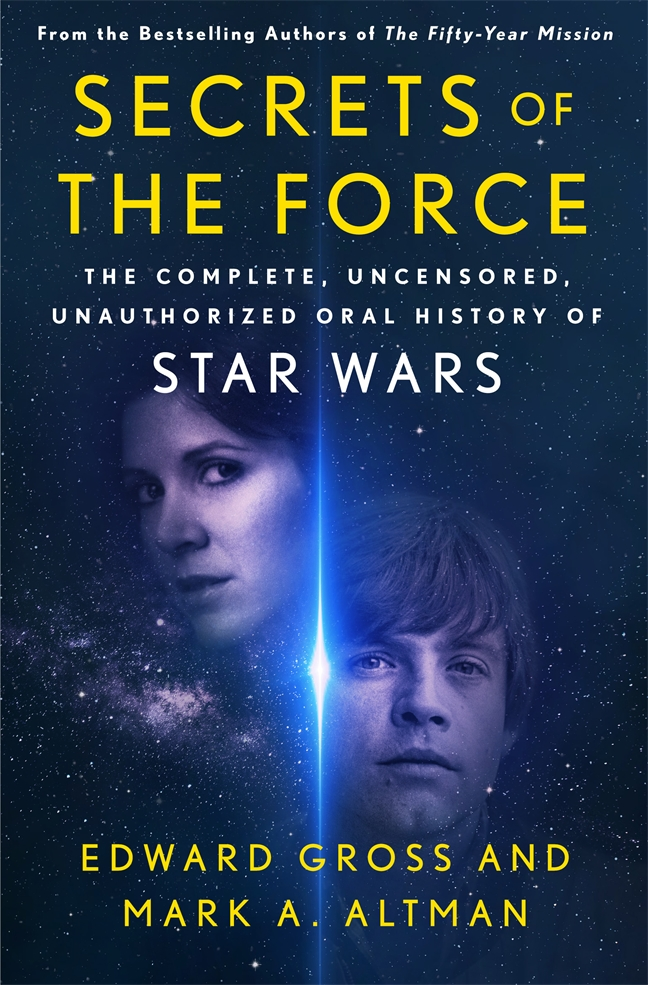 From the Bestselling Authors of The Fifty-Year Mission
SECRETS OF
THE FORCE
THE COMPLETE, UNCENSORED,
UNAUTHORIZED ORAL HISTORY OF
STAR WARS
EDWARD GROSS AND
MARK A. ALTMAN